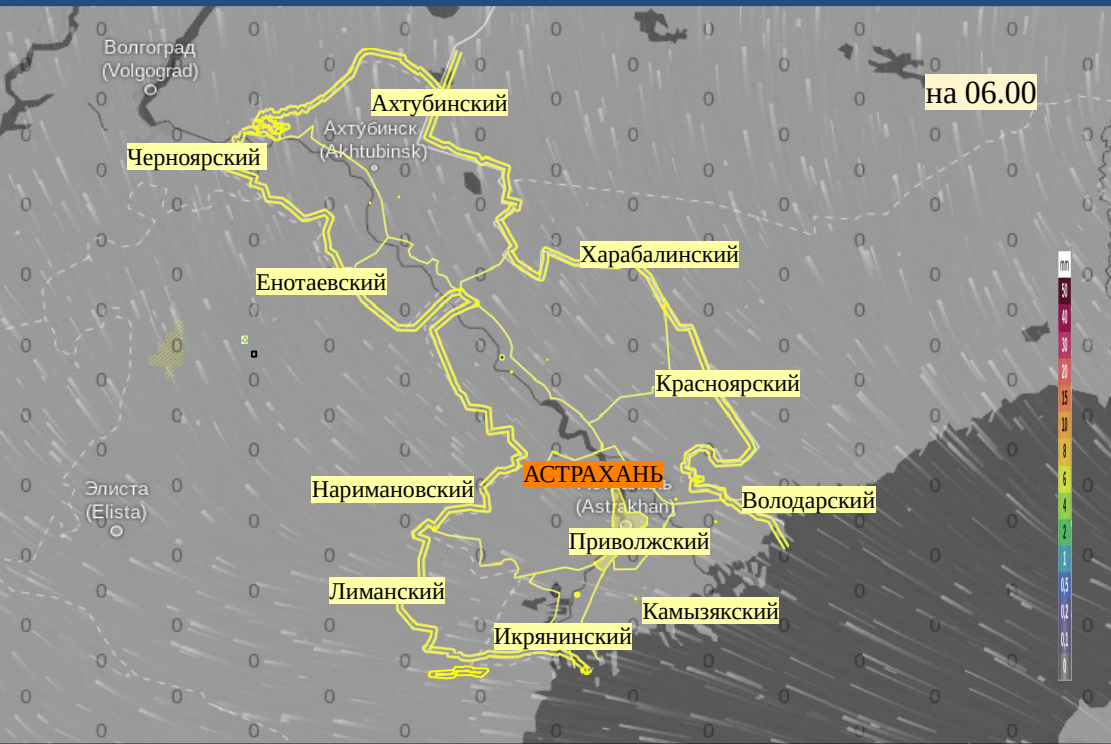 Волгоград
(Volgograd)
на 06.00
Ахтубинский
Ахту́бинск
(Akhtubinsk)
Черноярский
Харабалинский
Енотаевский
mm
50
40
30
20
15
10
8
6
4
2
1
0,5
0,2
0,1
0
Красноярский
АСТРАХАНЬ
Наримановский
Элиста
(Elista)
(Astrakhan)
Володарский
Приволжский
Лиманский
Камызякский
Икрянинский